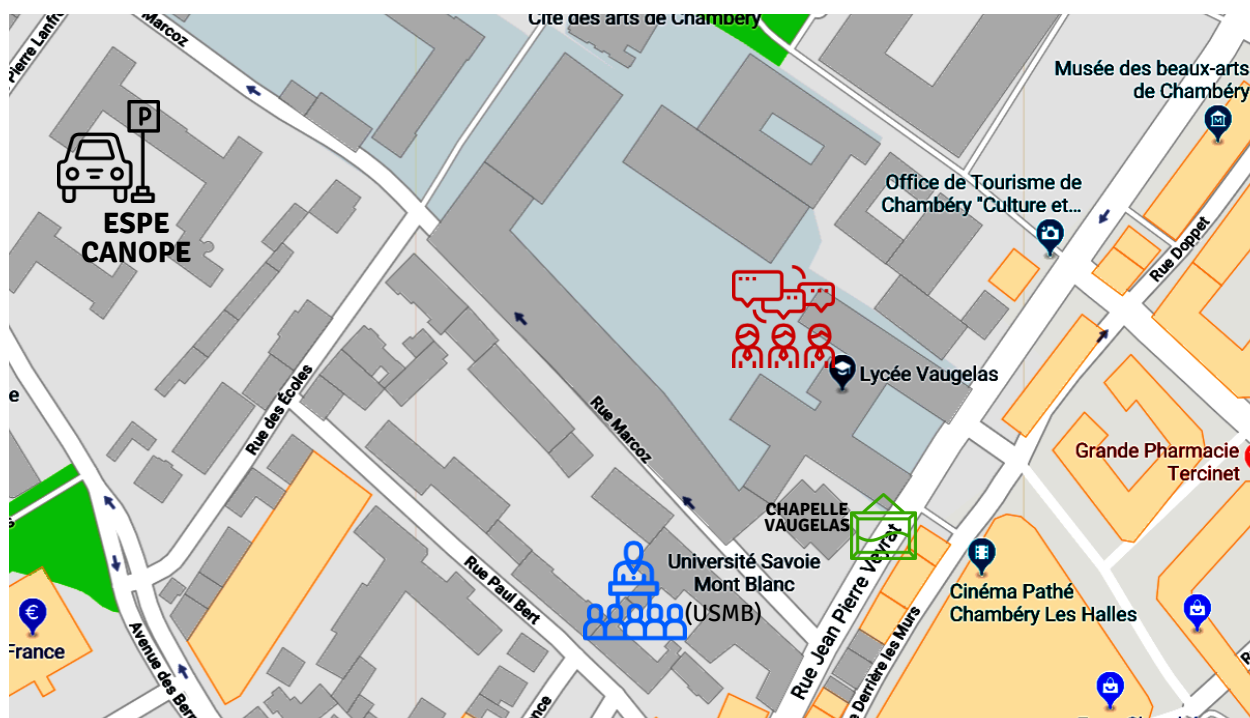 Cité des arts de Chambéry
Marcoz
Pierre Lanfr
P
ESPE
CANOPE
Musée des beaux-arts
de Chambéry
M
Office de Tourisme de
Chambéry "Culture et...
Rue Doppet
Lycée Vaugelas
Rue des Écoles
Rue Marcoz
Grande Pharmacie
Tercinet
CHAPELLE
VAUGELAS
Rue Jean Pierre Veyrat
Université Savoie
Mont Blanc
(USMB)
Rue Paul Bert
Cinéma Pathé
Chambéry Les Halles
e Derrière les Murs
€
France
Avenue des Ber
ence
e